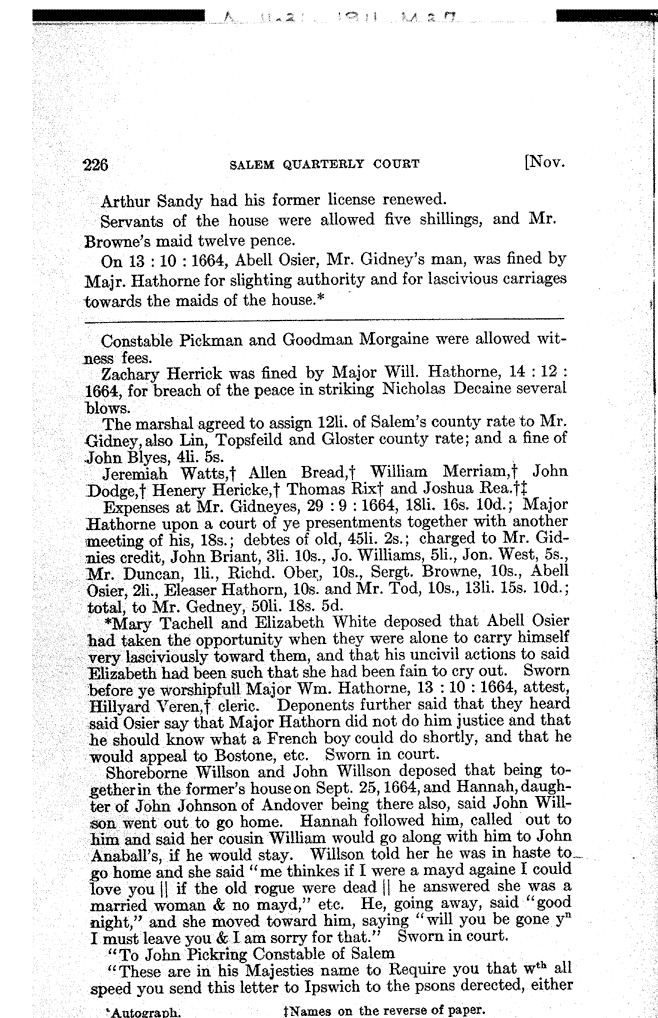 226 SALEM QUARTERLY COURT [Nov.
Arthur Sandy had his former license renewed.
Servants of the house were allowed five shillings, and Mr.
Browne's maid twelve pence.
On 13 : 10 : 1664, Abell Osier, Mr. Gidney's man, was fined by
Majr. Hathorne for slighting authority and for lascivious carriages
towards the maids of the house.*
Constable Pickman and Goodman Morgaine were allowed wit-
ness fees.
Zachary Herrick was fined by Major Will. Hathorne, 14 : 12 :
1664, for breach of the peace in striking Nicholas Decaine several
blows.
The marshal agreed to assign 12li. of Salem's county rate to Mr.
Gidney, also Lin, Topsfeild and Gloster county rate; and a fine of
John Blyes, 4li. 5s.
Jeremiah Watts,† Allen Bread,† William Merriam,† John
Dodge,† Henery Hericke,† Thomas Rix† and Joshua Rea.†‡
Expenses at Mr. Gidneyes, 29 : 9 : 1664, 18li. 16s. 10d.; Major
Hathorne upon a court of ye presentments together with another
meeting of his, 18s.; debtes of old, 45li. 2s.; charged to Mr. Gid-
nies credit, John Briant, 3li. 10s., Jo. Williams, 5li., Jon. West, 5s.,
Mr. Duncan, 1li., Richd. Ober, 10s., Sergt. Browne, 10s., Abell
Osier, 2li., Eleaser Hathorn, 10s. and Mr. Tod, 10s., 13li. 15s. 10d.;
total, to Mr. Gedney, 50li. 18s. 5d.
*Mary Tachell and Elizabeth White deposed that Abell Osier
had taken the opportunity when they were alone to carry himself
very lasciviously toward them, and that his uncivil actions to said
Elizabeth had been such that she had been fain to cry out. Sworn
before ye worshipfull Major Wm. Hathorne, 13 : 10 : 1664, attest,
Hillyard Veren,† cleric. Deponents further said that they heard
said Osier say that Major Hathorn did not do him justice and that
he should know what a French boy could do shortly, and that he
would appeal to Bostone, etc. Sworn in court.
Shoreborne Willson and John Willson deposed that being to-
gether in the former's house on Sept. 25, 1664, and Hannah, daugh-
ter of John Johnson of Andover being there also, said John Will-
son went out to go home. Hannah followed him, called out to
him and said her cousin William would go along with him to John
Anaball's, if he would stay. Willson told her he was in haste to
go home and she said "me thinkes if I were a mayd againe I could
love you || if the old rogue were dead || he answered she was a
married woman & no mayd," etc. He, going away, said "good
night," and she moved toward him, saying "will you be gone yⁿ
I must leave you & I am sorry for that." Sworn in court.
"To John Pickring Constable of Salem
"These are in his Majesties name to Require you that wᵗʰ all
speed you send this letter to Ipswich to the psons derected, either
*Autograph. ‡Names on the reverse of paper.